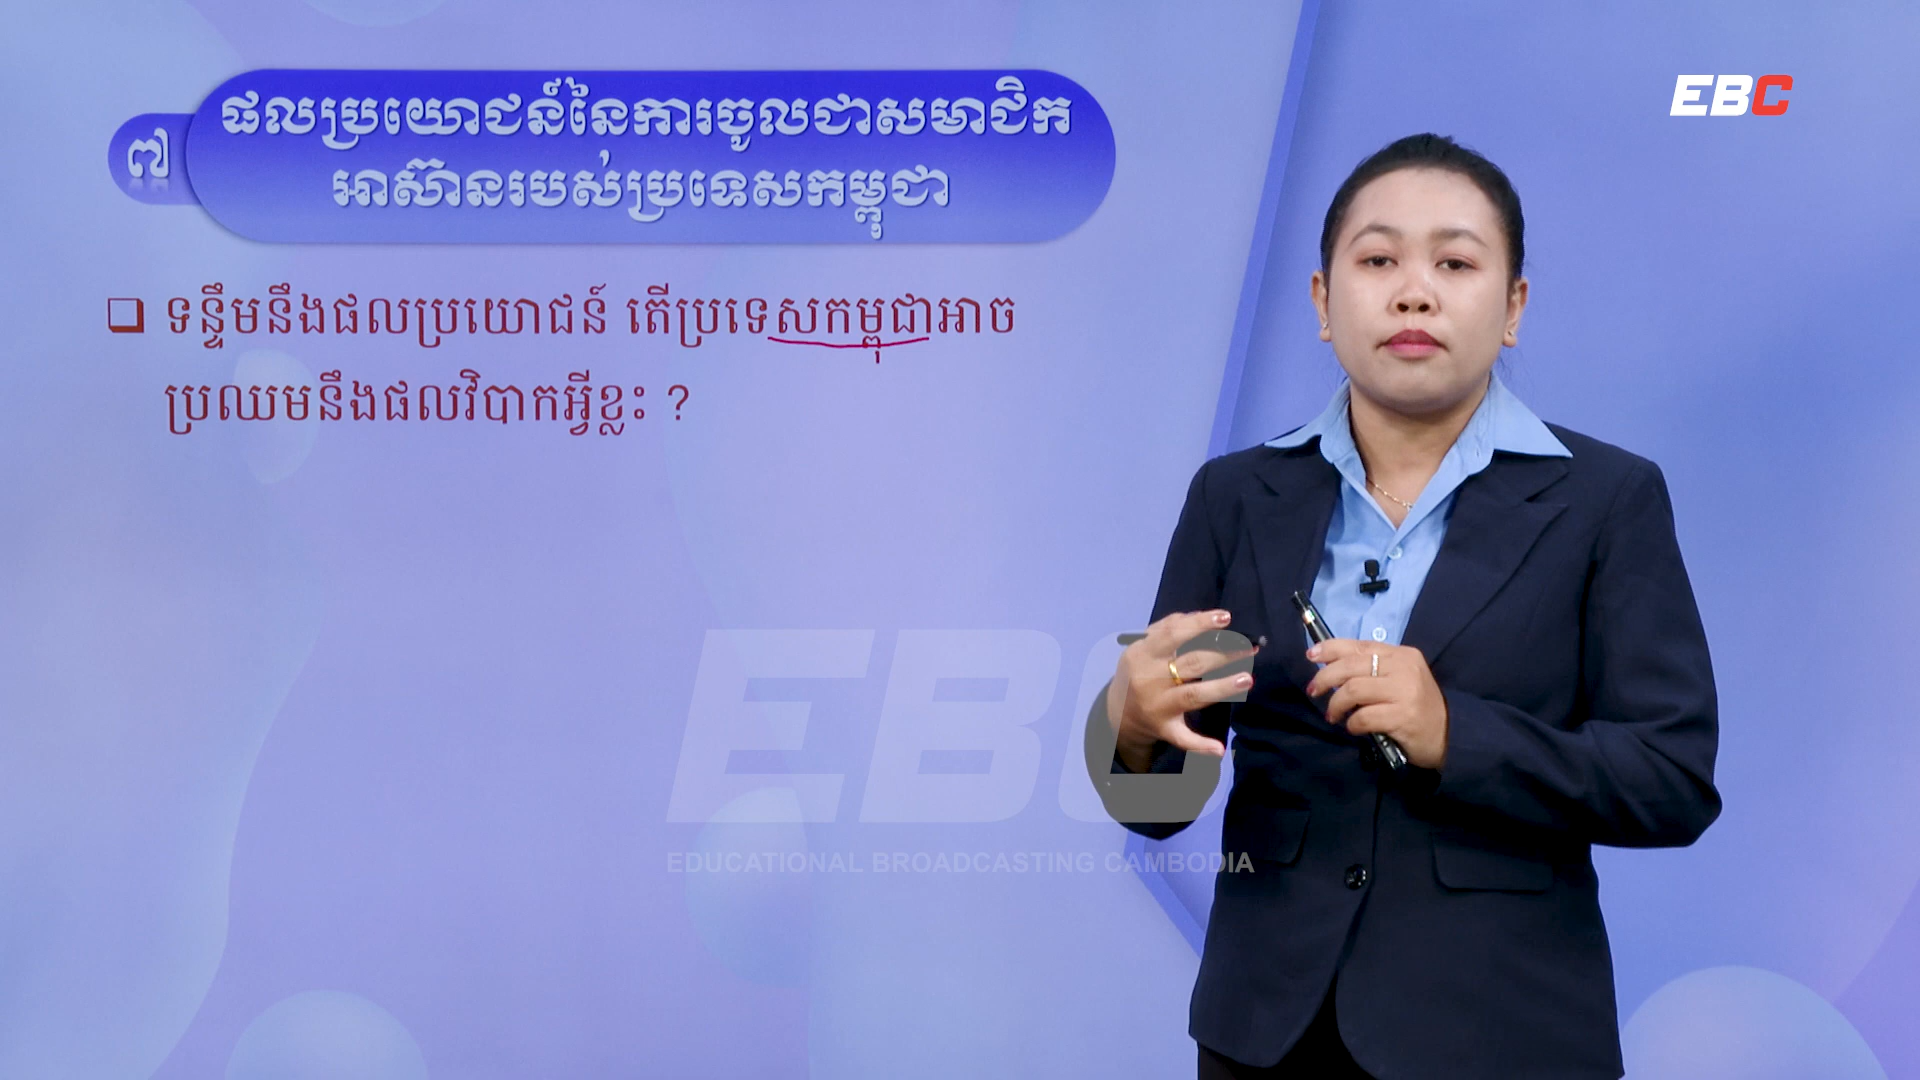 EBC
៧
ផលប្រយោជន៍នៃការចូលជាសមាជិក
អាស៊ានរបស់ប្រទេសកម្ពុជា
❑ ទន្ទឹមនឹងផលប្រយោជន៍ តើប្រទេសកម្ពុជាអាច
ប្រឈមនឹងផលវិបាកអ្វីខ្លះ ?
EBC
EDUCATIONAL BROADCASTING CAMBODIA